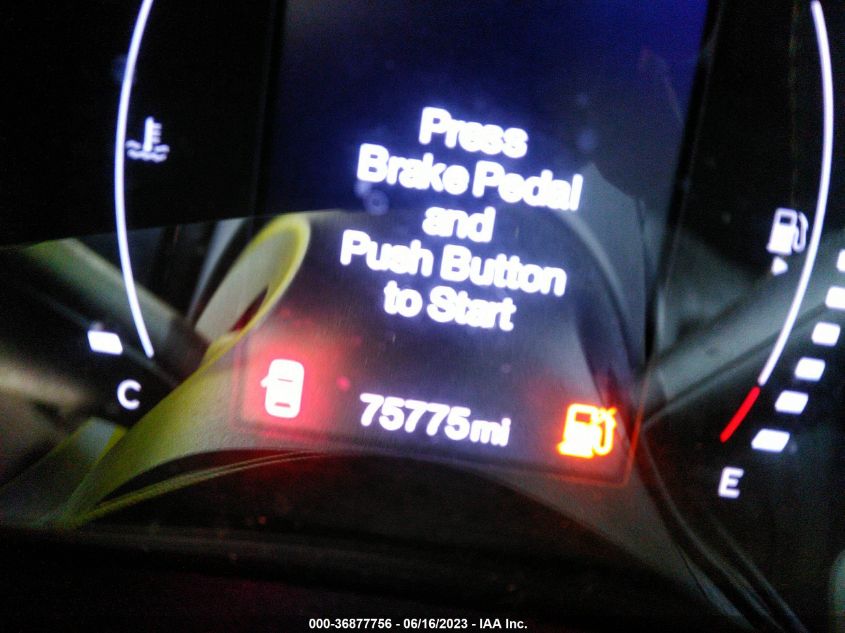 Press
Brake Pedal
and
Push Button
to Start
75775mi
C
E
000-36877756 - 06/16/2023 - IAA Inc.